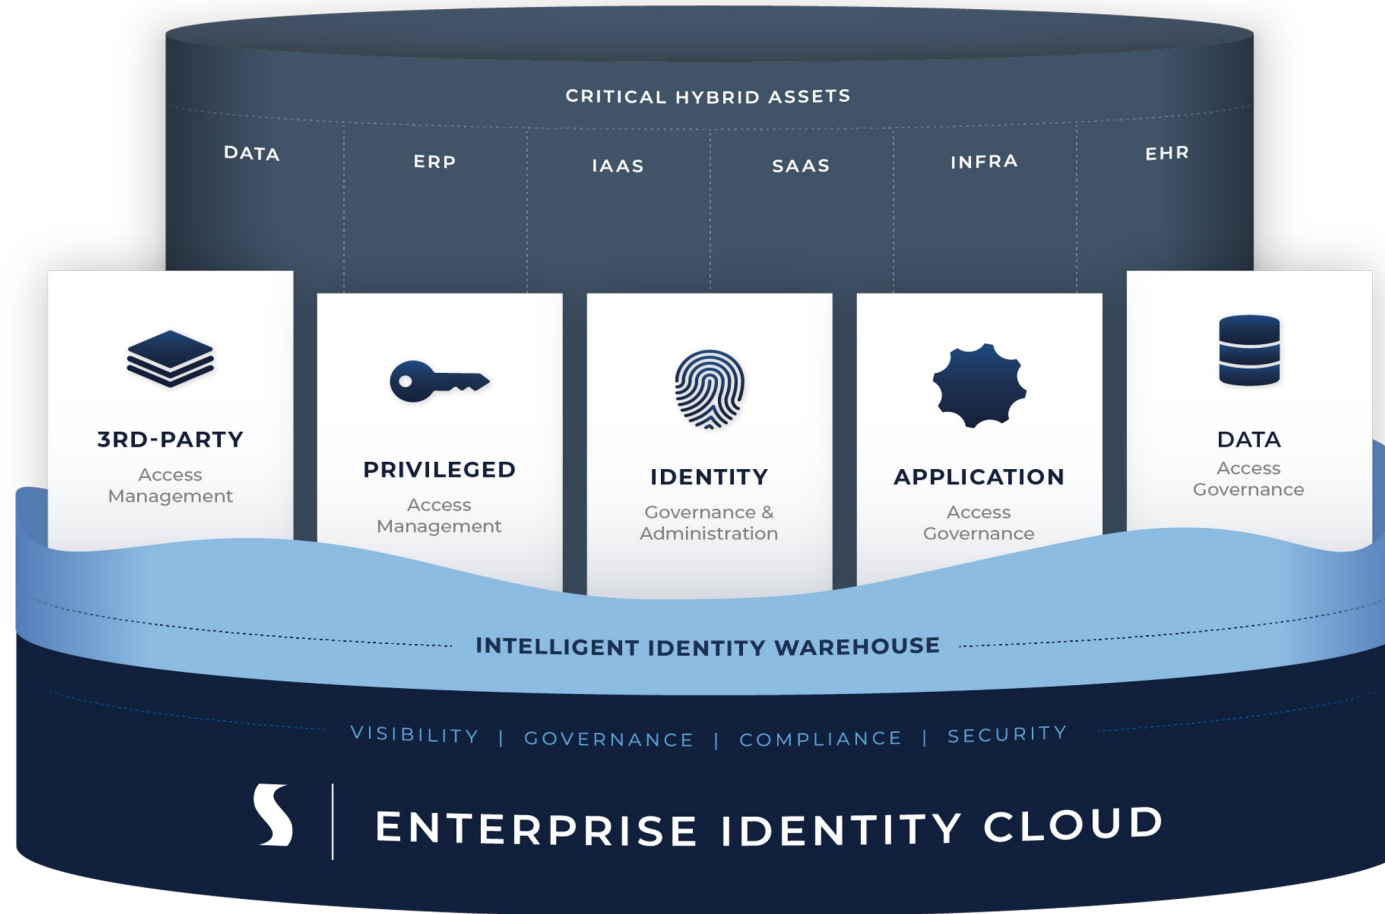 CRITICAL HYBRID ASSETS
DATA
ERP
IAAS
SAAS
INFRA
EHR
3RD-PARTY
Access
Management
PRIVILEGED
Access
Management
IDENTITY
Governance &
Administration
APPLICATION
Access
Governance
DATA
Access
Governance
INTELLIGENT IDENTITY WAREHOUSE
VISIBILITY | GOVERNANCE | COMPLIANCE | SECURITY
S | ENTERPRISE IDENTITY CLOUD